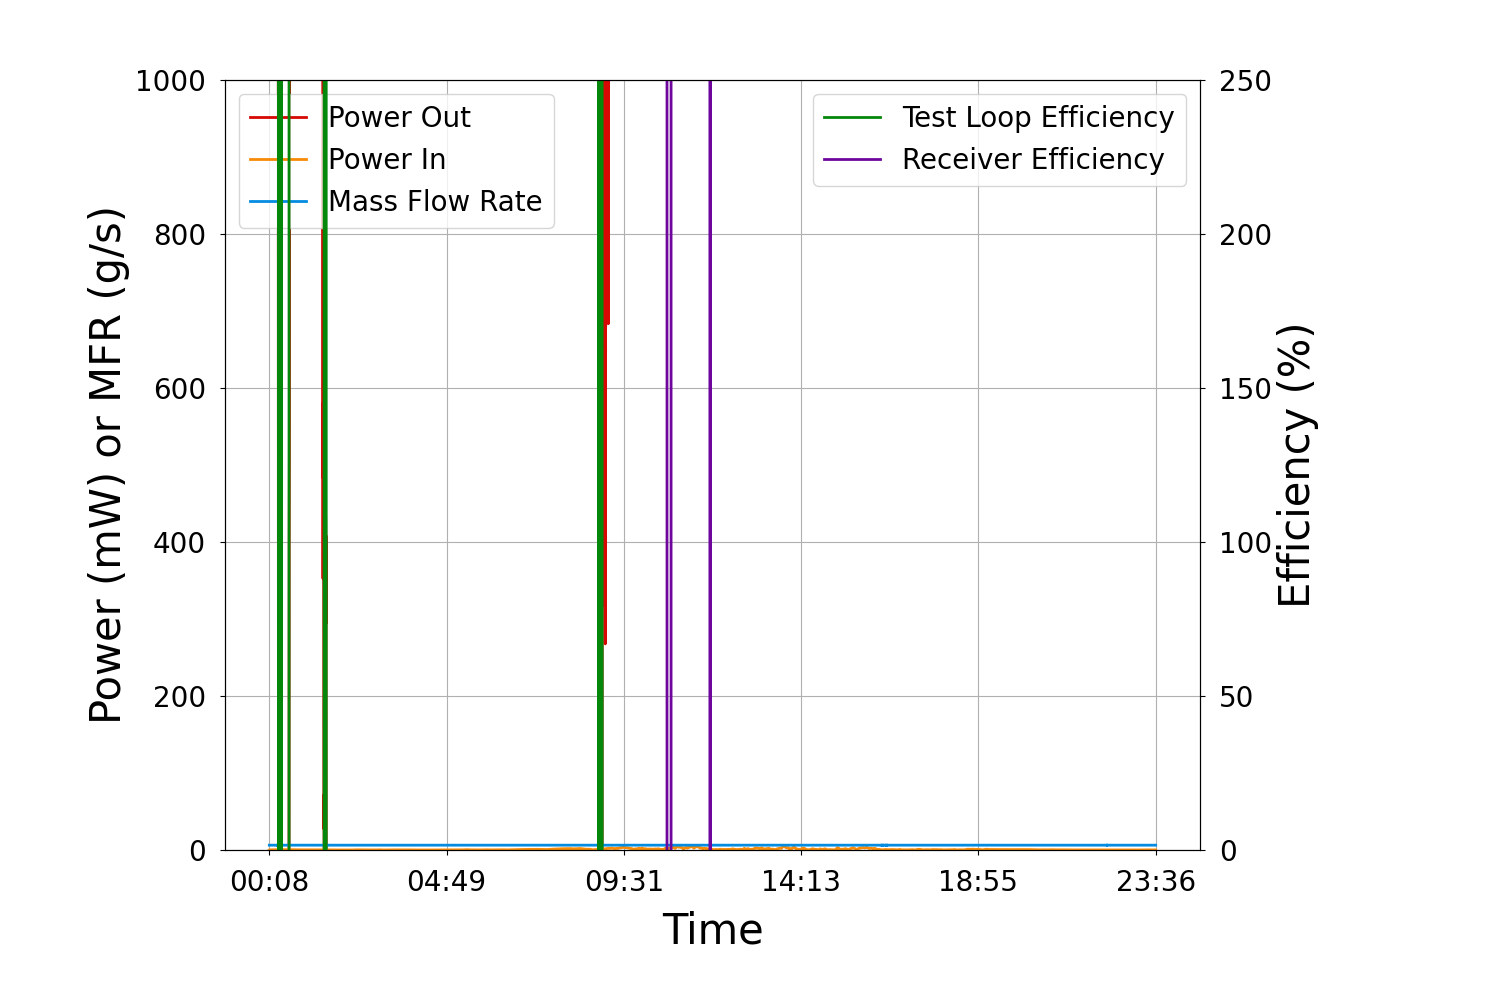 1000
800
600
400
200
0
Power (mW) or MFR (g/s)
Power Out
Power In
Mass Flow Rate
Test Loop Efficiency
Receiver Efficiency
250
200
150
100
50
0
Efficiency (%)
00:08 04:49 09:31 14:13 18:55 23:36
Time